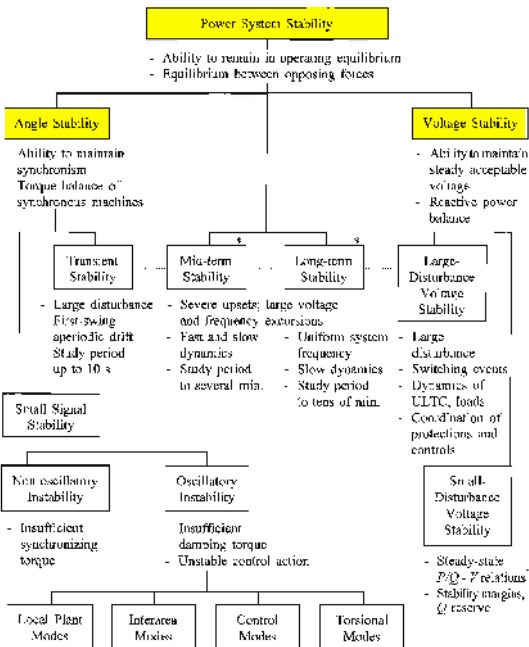 Power System Stability
- Ability to remain in operating equilibrium
- Equilibrium between opposing forces
Angle Stability
Ability to maintain
synchronism
Torque balance of
synchronous machines
Voltage Stability
- Ability to maintain
steady acceptable
voltage
- Reactive power
balance
Transient
Stability
Mid-term *
Stability
Long-term *
Stability
Large-
Disturbance
Voltage
Stability
- Large disturbance
First-swing
aperiodic drift
Study period
up to 10 s
- Severe upsets; large voltage
and frequency excursions
- Fast and slow
dynamics
- Study period
to several min.
- Uniform system
frequency
- Slow dynamics
- Study period
to tens of min.
- Large
disturbance
- Switching events
- Dynamics of
ULTC, loads
- Coordination of
protections and
controls
Small Signal
Stability
Non-oscillatory
Instability
Oscillatory
Instability
- Insufficient
synchronizing
torque
Insufficient
damping torque
- Unstable control action
Small-
Disturbance
Voltage
Stability
- Steady-state
P/Q - V relations
- Stability margins,
Q reserve
Local Plant
Modes
Interarea
Modes
Control
Modes
Torsional
Modes